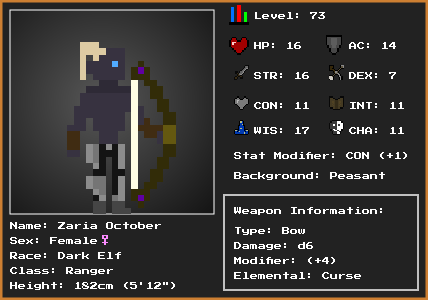 Level: 73
HP: 16 AC: 14
STR: 16 DEX: 7
CON: 11 INT: 11
WIS: 17 CHA: 11
Stat Modifier: CON (+1)
Background: Peasant
Name: Zaria October
Sex: Female♀
Race: Dark Elf
Class: Ranger
Height: 182cm (5'12")
Weapon Information:
Type: Bow
Damage: d6
Modifier: (+4)
Elemental: Curse